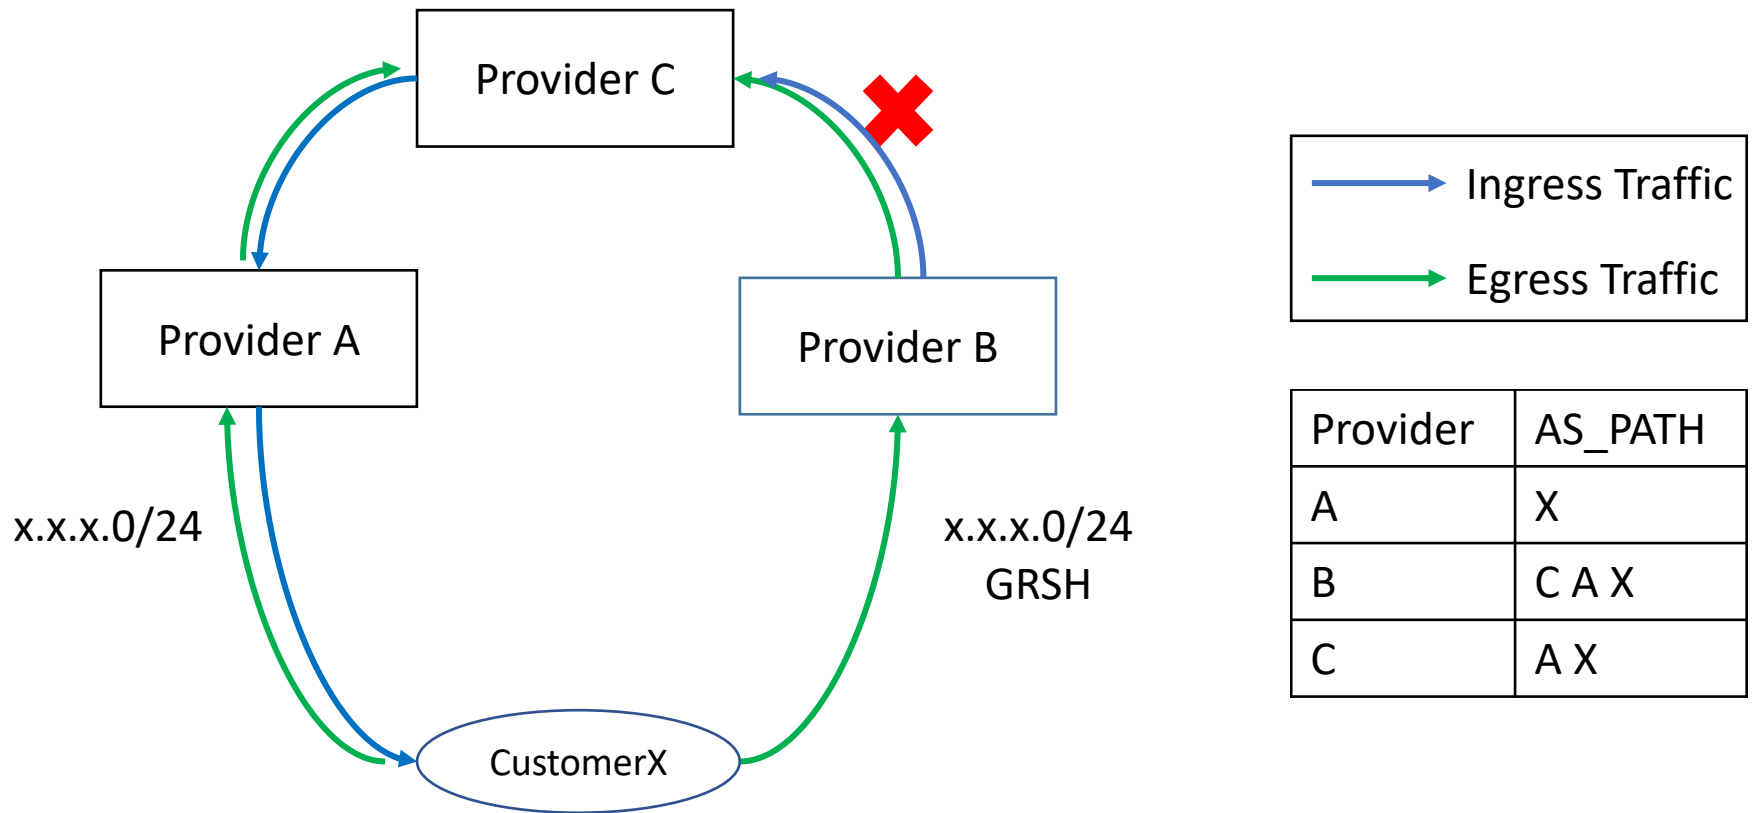 Provider C
Provider A
Provider B
x.x.x.0/24
x.x.x.0/24
GRSH
CustomerX
Ingress Traffic
Egress Traffic
Provider AS_PATH
A X
B C A X
C A X